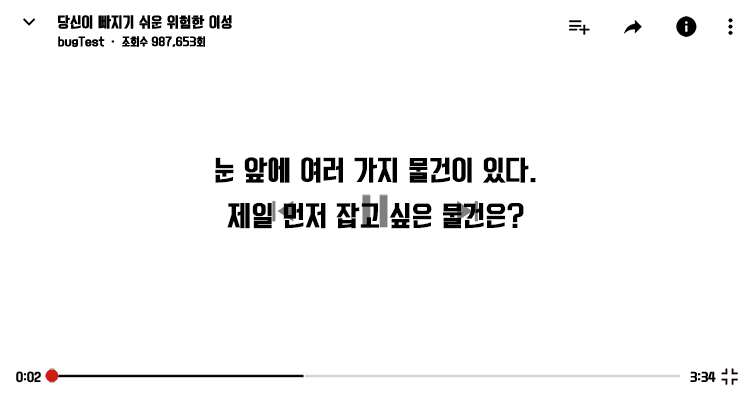 당신이 빠지기 쉬운 위험한 이성
bugTest · 조회수 987,653회
눈 앞에 여러 가지 물건이 있다.
제일 먼저 잡고 싶은 물건은?
0:02
3:34